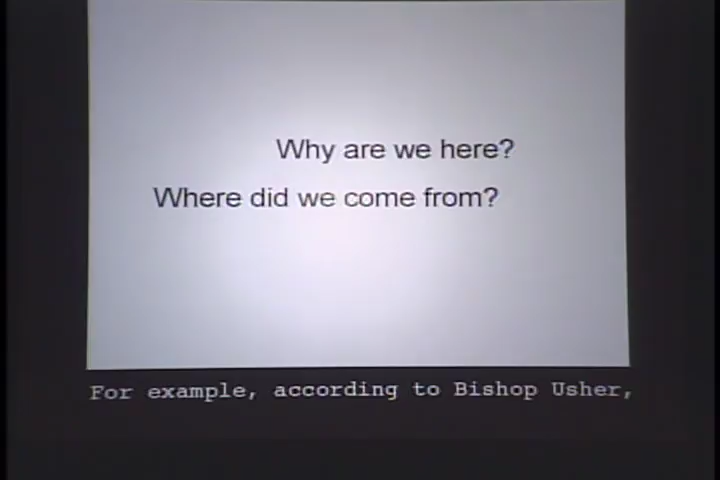 Why are we here?
Where did we come from?
For example, according to Bishop Usher,